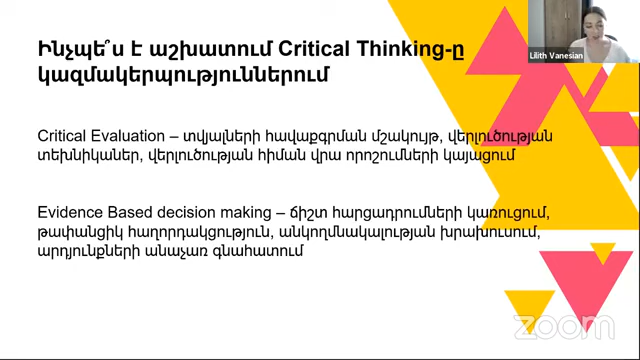 Ինչպե՞ս է աշխատում Critical Thinking-ը
կազմակերպություններում
Critical Evaluation – տվյալների հավաքգրման մշակույթ, վերլուծության
տեխնիկաներ, վերլուծության հիման վրա որոշումների կայացում
Evidence Based decision making – ճիշտ հարցադրումների կառուցում,
թափանցիկ հաղորդակցություն, անկողմնակալության խրախուսում,
արդյունքների անաչառ գնահատում
Lilith Vanesian
zoom